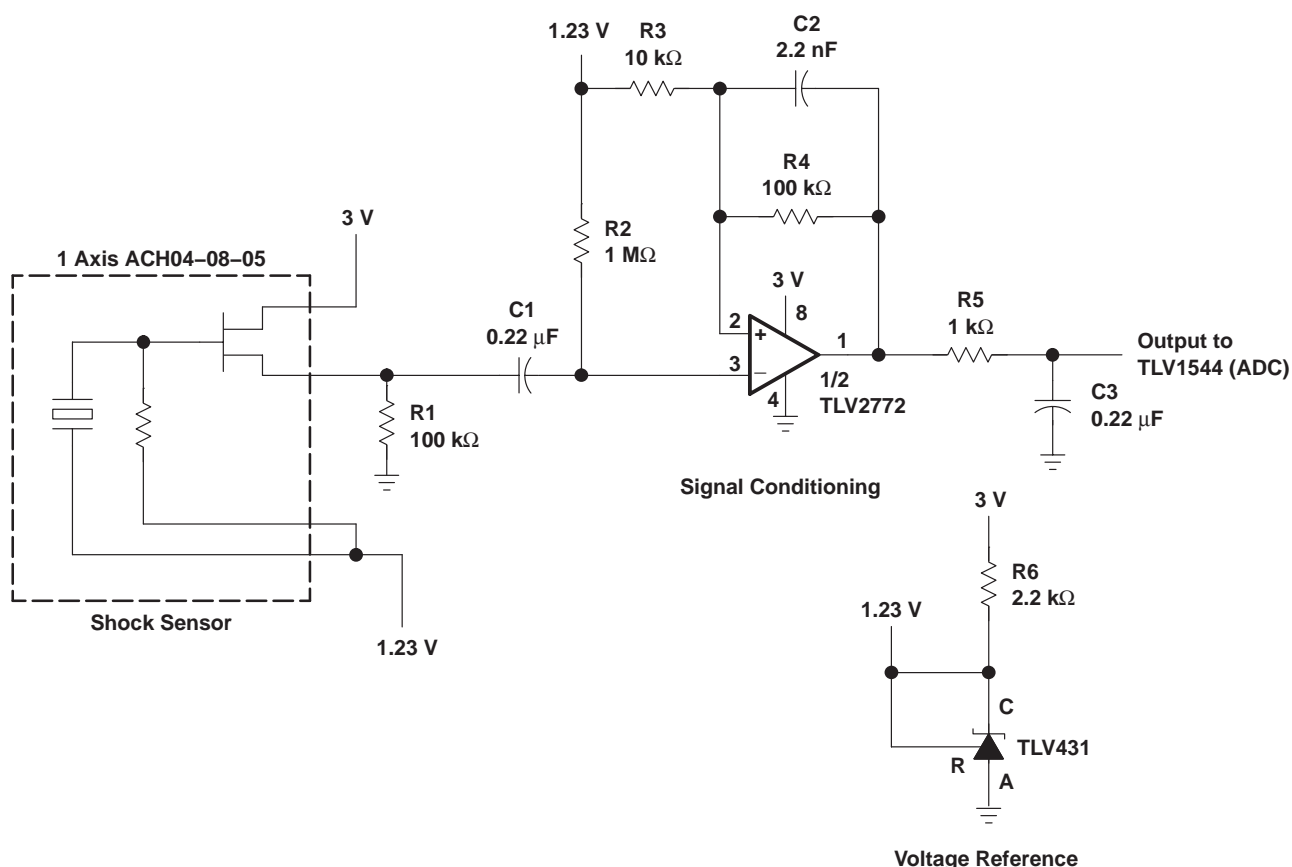 1.23 V
R3
10 kΩ
C2
2.2 nF
R4
100 kΩ
3 V
R2
1 MΩ
1 Axis ACH04–08–05
3 V
8
C1
0.22 μF
R5
1 kΩ
2
+
1
Output to
TLV1544 (ADC)
3
–
1/2
TLV2772
4
R1
100 kΩ
C3
0.22 μF
Signal Conditioning
3 V
R6
2.2 kΩ
Shock Sensor
1.23 V
1.23 V
C
TLV431
R
A
Voltage Reference